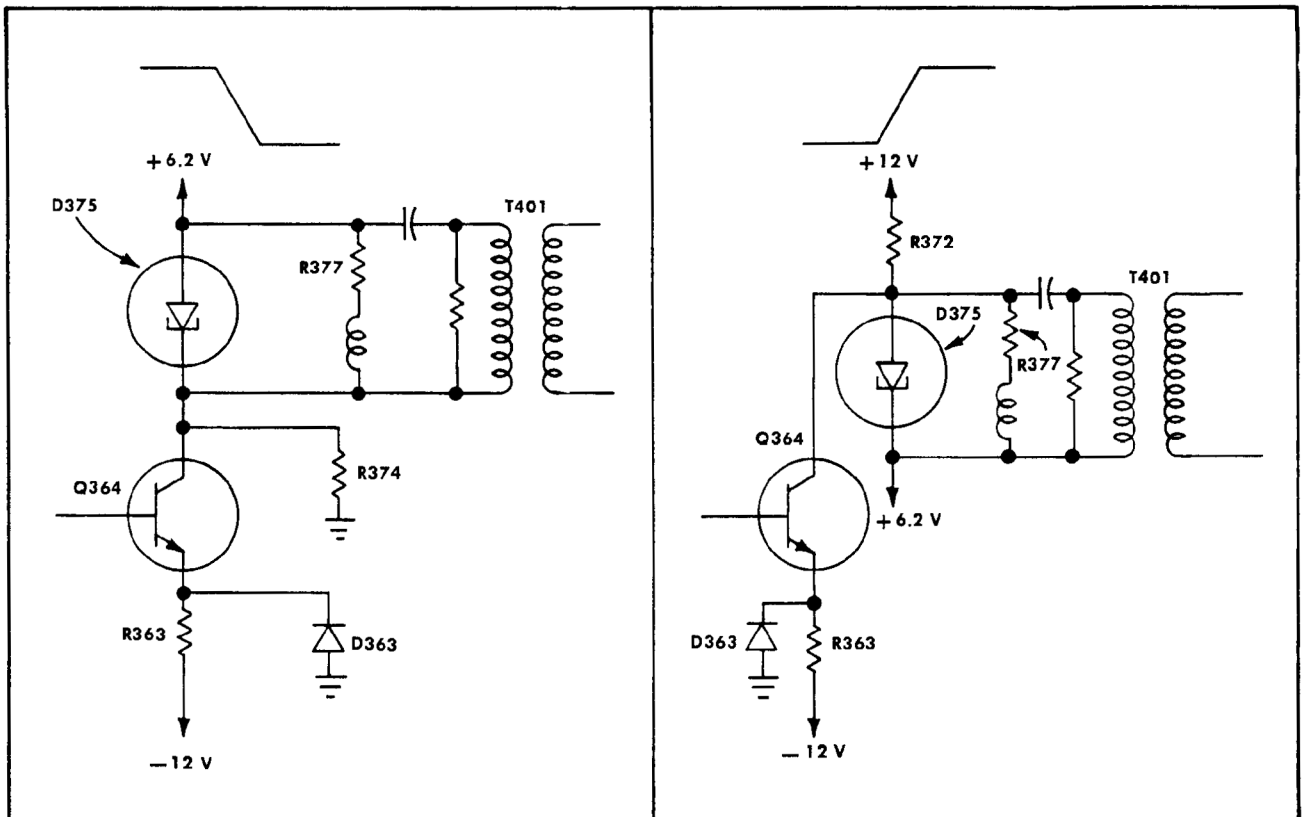 + 6.2 V
D375
T401
R377
R374
Q364
R363
D363
— 12 V
+ 12 V
R372
T401
D375
R377
Q364
+ 6.2 V
D363
R363
— 12 V